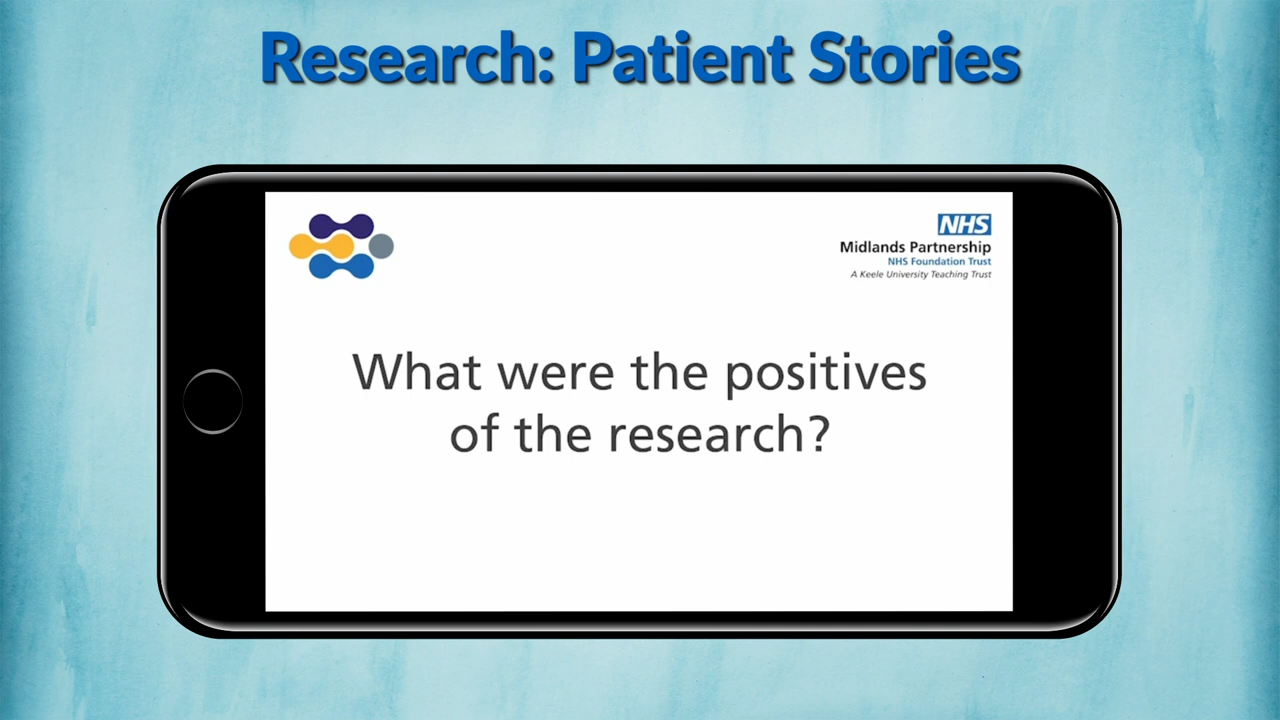 Research: Patient Stories
NHS
Midlands Partnership
NHS Foundation Trust
A Keele University Teaching Trust
What were the positives
of the research?